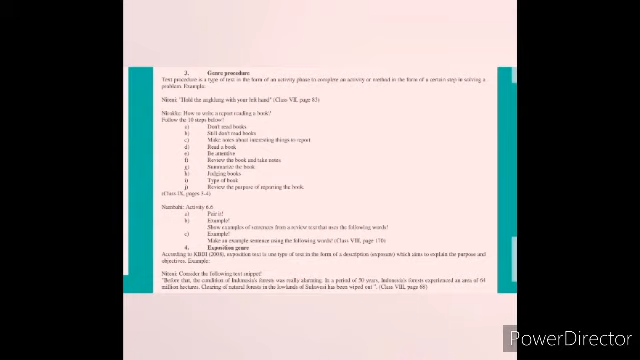 3. Genre procedure
Text procedure is a type of text in the form of an activity phase to complete an activity or method in the form of a certain step in solving a
problem. Example:
"Hold the angklung with your left hand" (Class VII, page 83)
How to write a report reading a book?
Follow the 10 steps below!
a) Don't read books
b) Still don't read books
c) Make notes about interesting things to report
d) Read a book
e) Be attentive
f) Review the book and take notes
g) Summarize the book
h) Judging books
i) Type of book
j) Review the purpose of reporting the book
(Class IX, pages 3-4)
Activity 6.6
a) Pair it!
b) Example!
Show examples of sentences from a review text that use the following words!
c) Example!
Make an example sentence using the following words! (Class VIII, page 170)
4. Exposition genre
According to KBBI (2008), exposition text is one type of text in the form of a description (exposure) which aims to explain the purpose and
objectives. Example:
Consider the following text snippet!
"Before that, the condition of Indonesia's forests was really alarming. In a period of 50 years, Indonesia's forests experienced an area of 64
million hectares. Clearing of natural forests in the lowlands of Sulawesi has been wiped out". (Class VIII, page 68)
PowerDirector